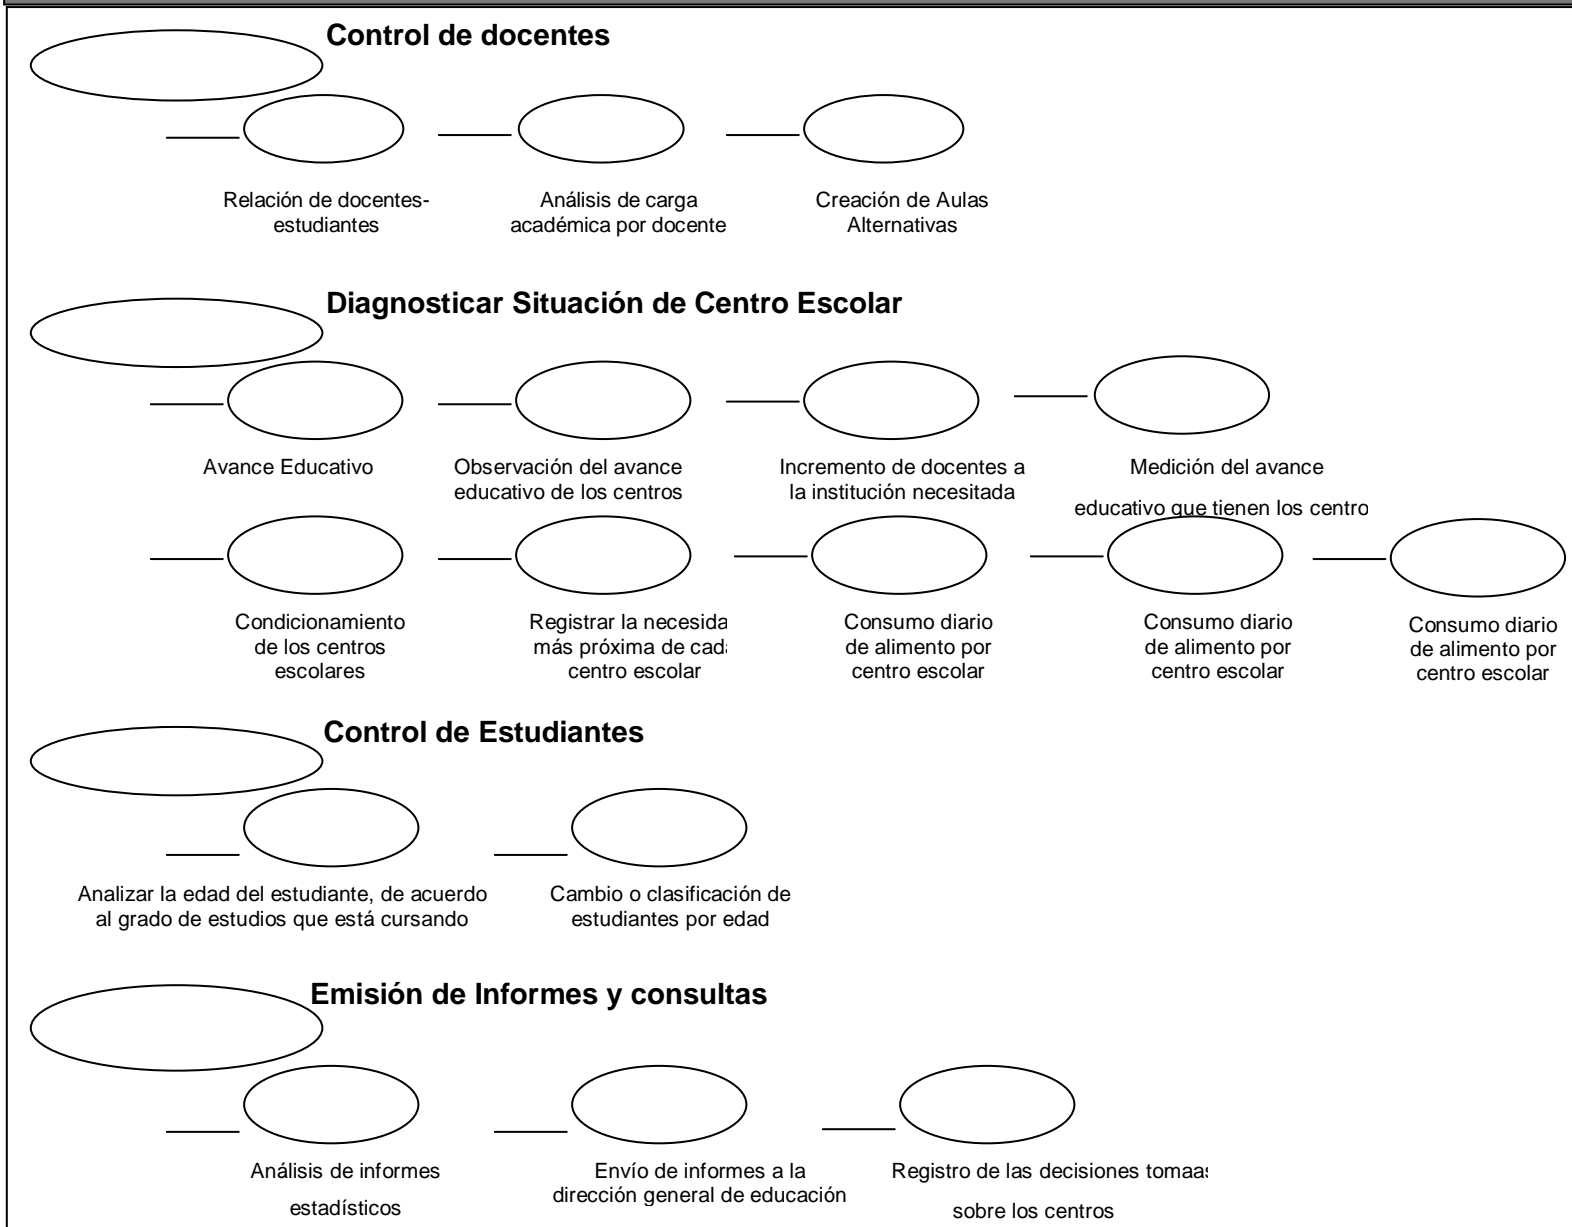 Control de docentes
Relación de docentes-
estudiantes
Análisis de carga
académica por docente
Creación de Aulas
Alternativas
Diagnosticar Situación de Centro Escolar
Avance Educativo
Observación del avance
educativo de los centros
Incremento de docentes a
la institución necesitada
Medición del avance
educativo que tienen los centro
Condicionamiento
de los centros
escolares
Registrar la necesida
más próxima de cada
centro escolar
Consumo diario
de alimento por
centro escolar
Consumo diario
de alimento por
centro escolar
Consumo diario
de alimento por
centro escolar
Control de Estudiantes
Analizar la edad del estudiante, de acuerdo
al grado de estudios que está cursando
Cambio o clasificación de
estudiantes por edad
Emisión de Informes y consultas
Análisis de informes
estadísticos
Envío de informes a la
dirección general de educación
Registro de las decisiones tomaas
sobre los centros